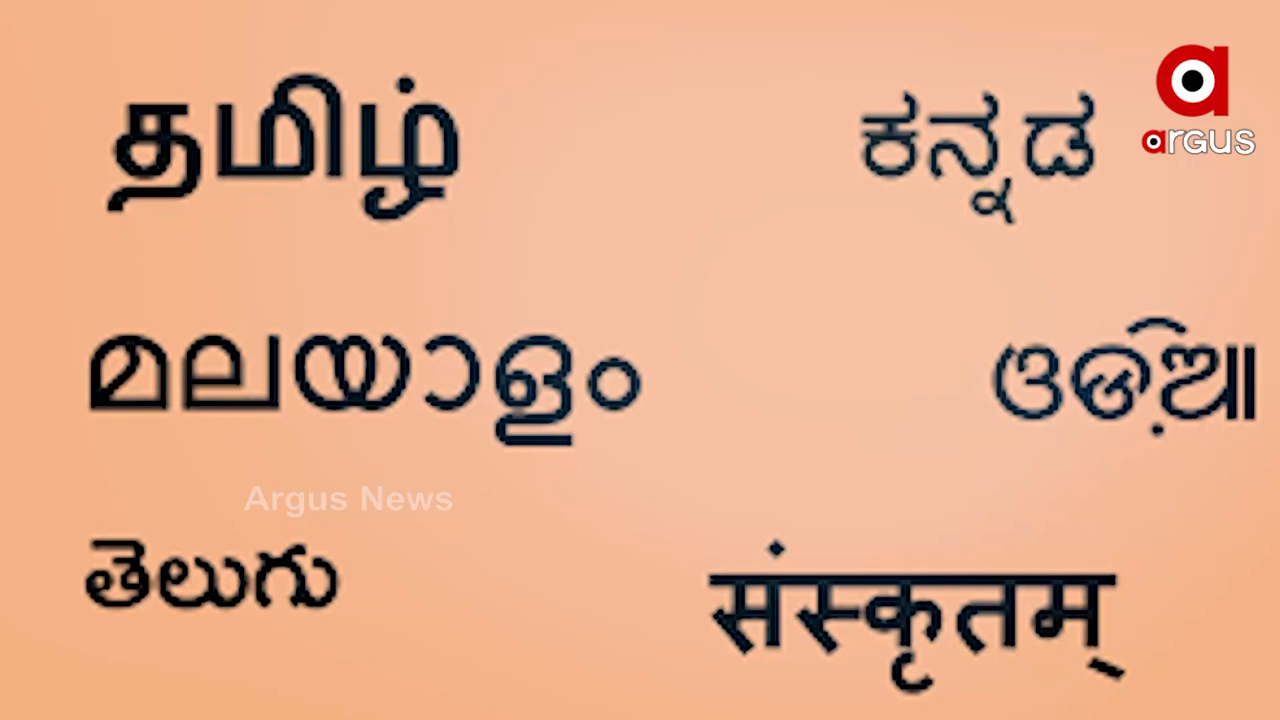 தமிழ்
ಕನ್ನಡ
argus
മലയാളം
ଓଡ଼ିଆ॥
Argus News
తెలుగు
संस्कृतम्